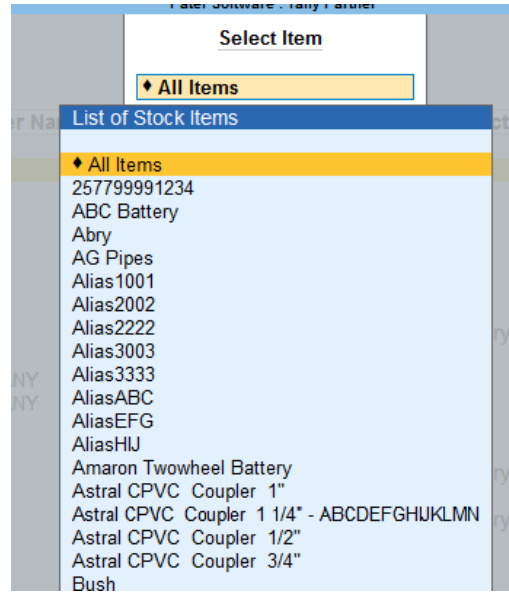 Select Item
♦ All Items
List of Stock Items
♦ All Items
257799991234
ABC Battery
Abry
AG Pipes
Alias1001
Alias2002
Alias2222
Alias3003
Alias3333
AliasABC
AliasEFG
AliasHIJ
Amaron Twowheel Battery
Astral CPVC Coupler 1"
Astral CPVC Coupler 1 1/4" - ABCDEFGHIJKLMN
Astral CPVC Coupler 1/2"
Astral CPVC Coupler 3/4"
Bush